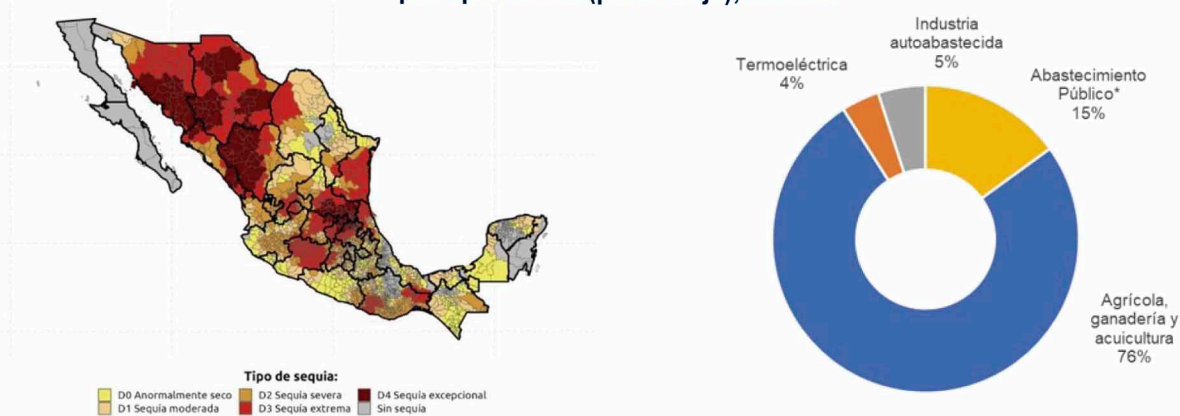 Tipo de sequia:
D0 Anormalmente seco
D2 Sequía severa
D4 Sequía excepcional
D1 Sequía moderada
D3 Sequía extrema
Sin sequía
Industria
autoabastecida
5%
Termoeléctrica
4%
Abastecimiento
Público*
15%
Agrícola,
ganadería y
acuicultura
76%